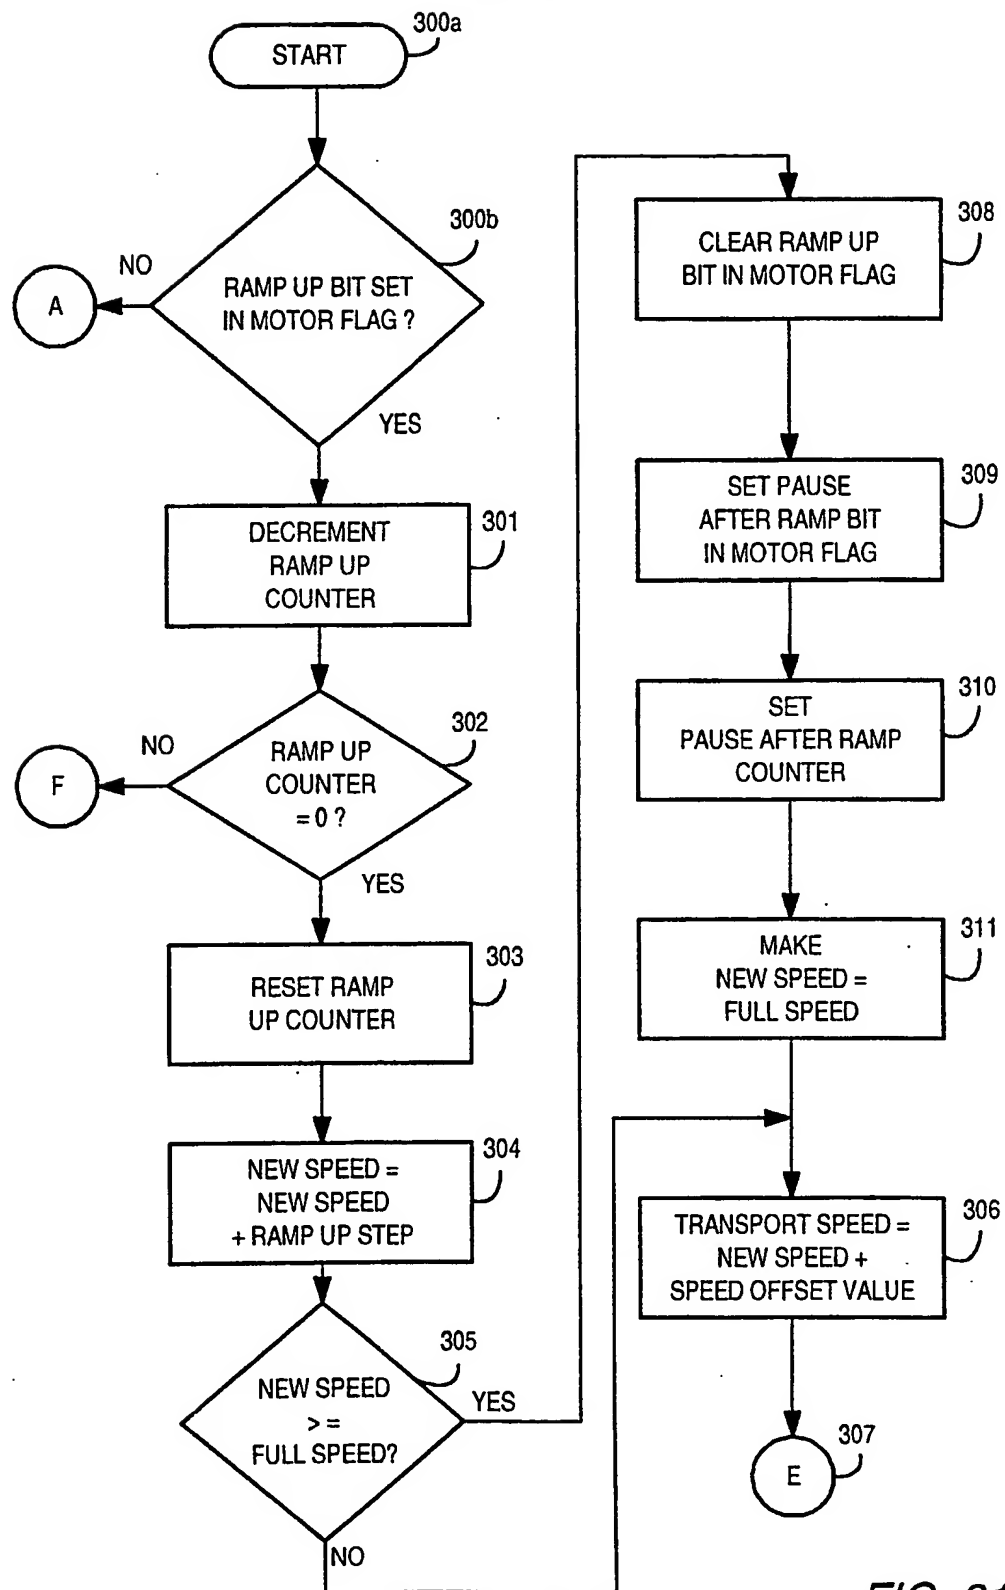 START
300a
RAMP UP BIT SET
IN MOTOR FLAG ?
300b
NO
A
YES
DECREMENT
RAMP UP
COUNTER
301
RAMP UP
COUNTER
= 0 ?
302
NO
F
YES
RESET RAMP
UP COUNTER
303
NEW SPEED =
NEW SPEED
+ RAMP UP STEP
304
NEW SPEED
> =
FULL SPEED?
305
YES
NO
CLEAR RAMP UP
BIT IN MOTOR FLAG
308
SET PAUSE
AFTER RAMP BIT
IN MOTOR FLAG
309
SET
PAUSE AFTER RAMP
COUNTER
310
MAKE
NEW SPEED =
FULL SPEED
311
TRANSPORT SPEED =
NEW SPEED +
SPEED OFFSET VALUE
306
E
307